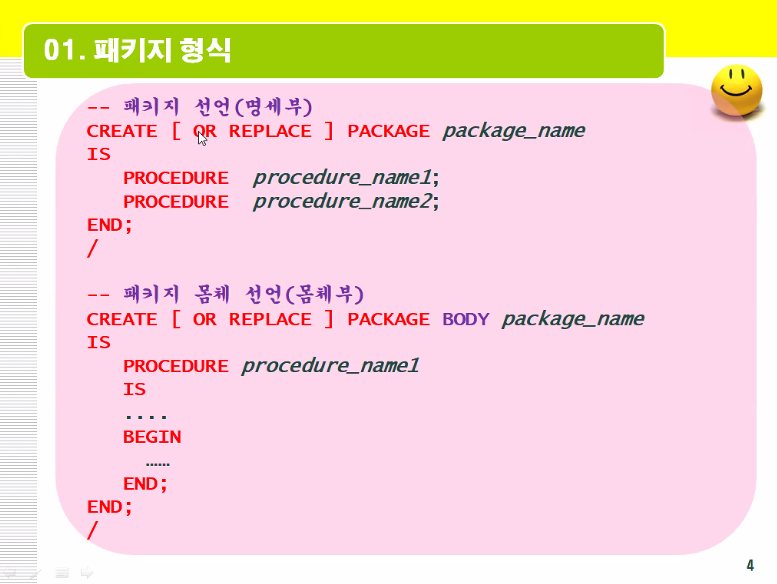 01. 패키지 형식
-- 패키지 선언(명세부)
CREATE [ OR REPLACE ] PACKAGE package_name
IS
PROCEDURE procedure_name1;
PROCEDURE procedure_name2;
END;
/
-- 패키지 몸체 선언(몸체부)
CREATE [ OR REPLACE ] PACKAGE BODY package_name
IS
PROCEDURE procedure_name1
IS
....
BEGIN
......
END;
END;
/
4